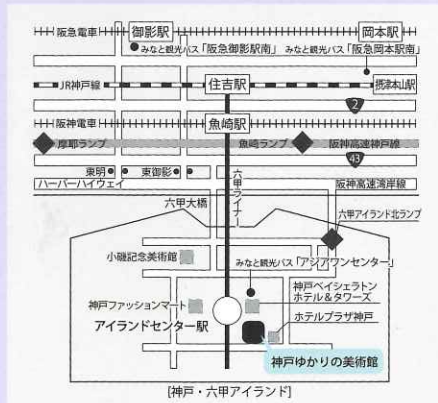 阪急電車 御影駅 岡本駅
みなと観光バス「阪急御影駅南」 みなと観光バス「阪急岡本駅南」
JR神戸線 住吉駅 摂津本山駅
2
阪神電車 魚崎駅
摩耶ランプ 魚崎ランプ 阪神高速神戸線
43
東明 東御影
ハーバーハイウェイ 六甲ライナー 阪神高速湾岸線
六甲大橋 六甲アイランド北ランプ
小磯記念美術館 みなと観光バス「アジアワンセンター」
神戸ファッションマート 神戸ベイシェラトン
ホテル&タワーズ
アイランドセンター駅 ホテルプラザ神戸
神戸ゆかりの美術館
[神戸・六甲アイランド]